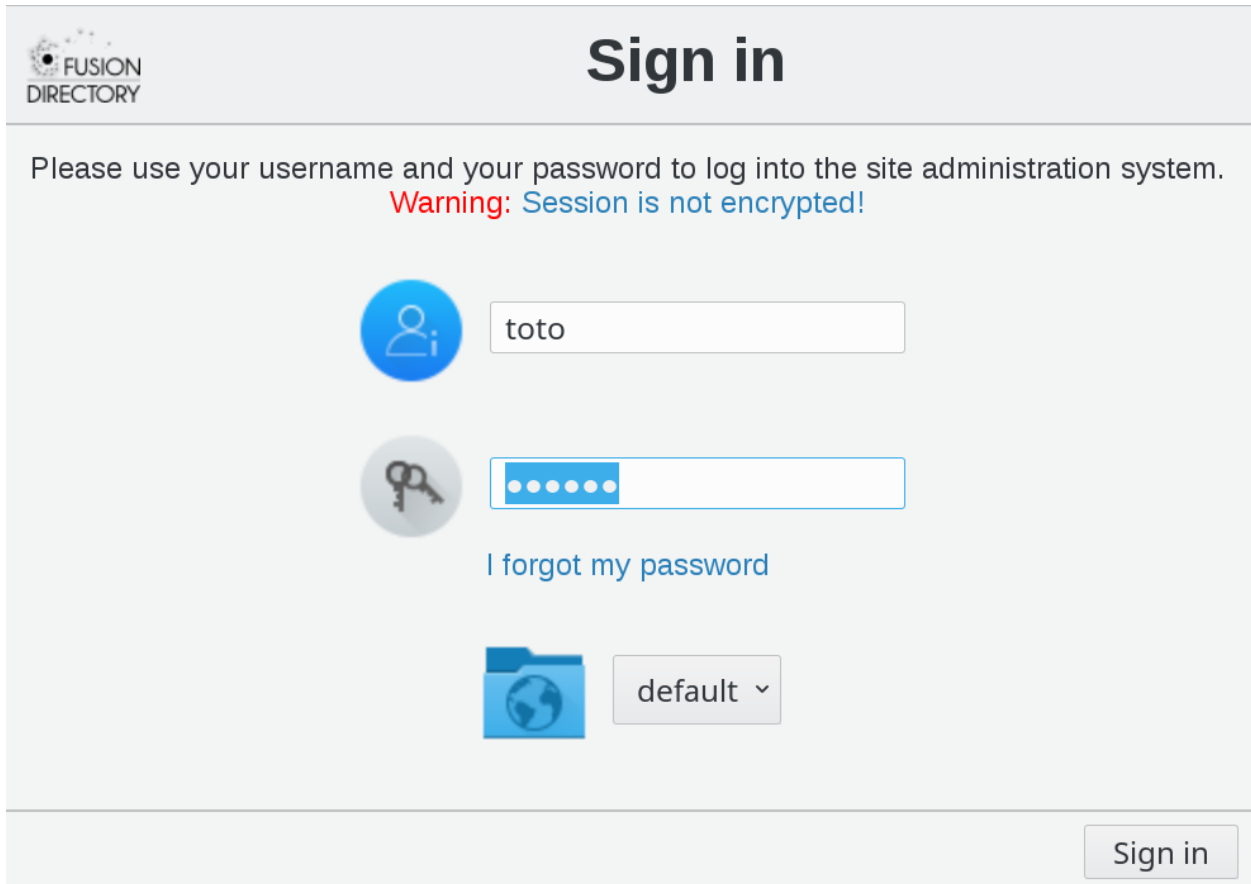 FUSION
DIRECTORY
Sign in
Please use your username and your password to log into the site administration system.
Warning: Session is not encrypted!
toto
••••••
I forgot my password
default
Sign in